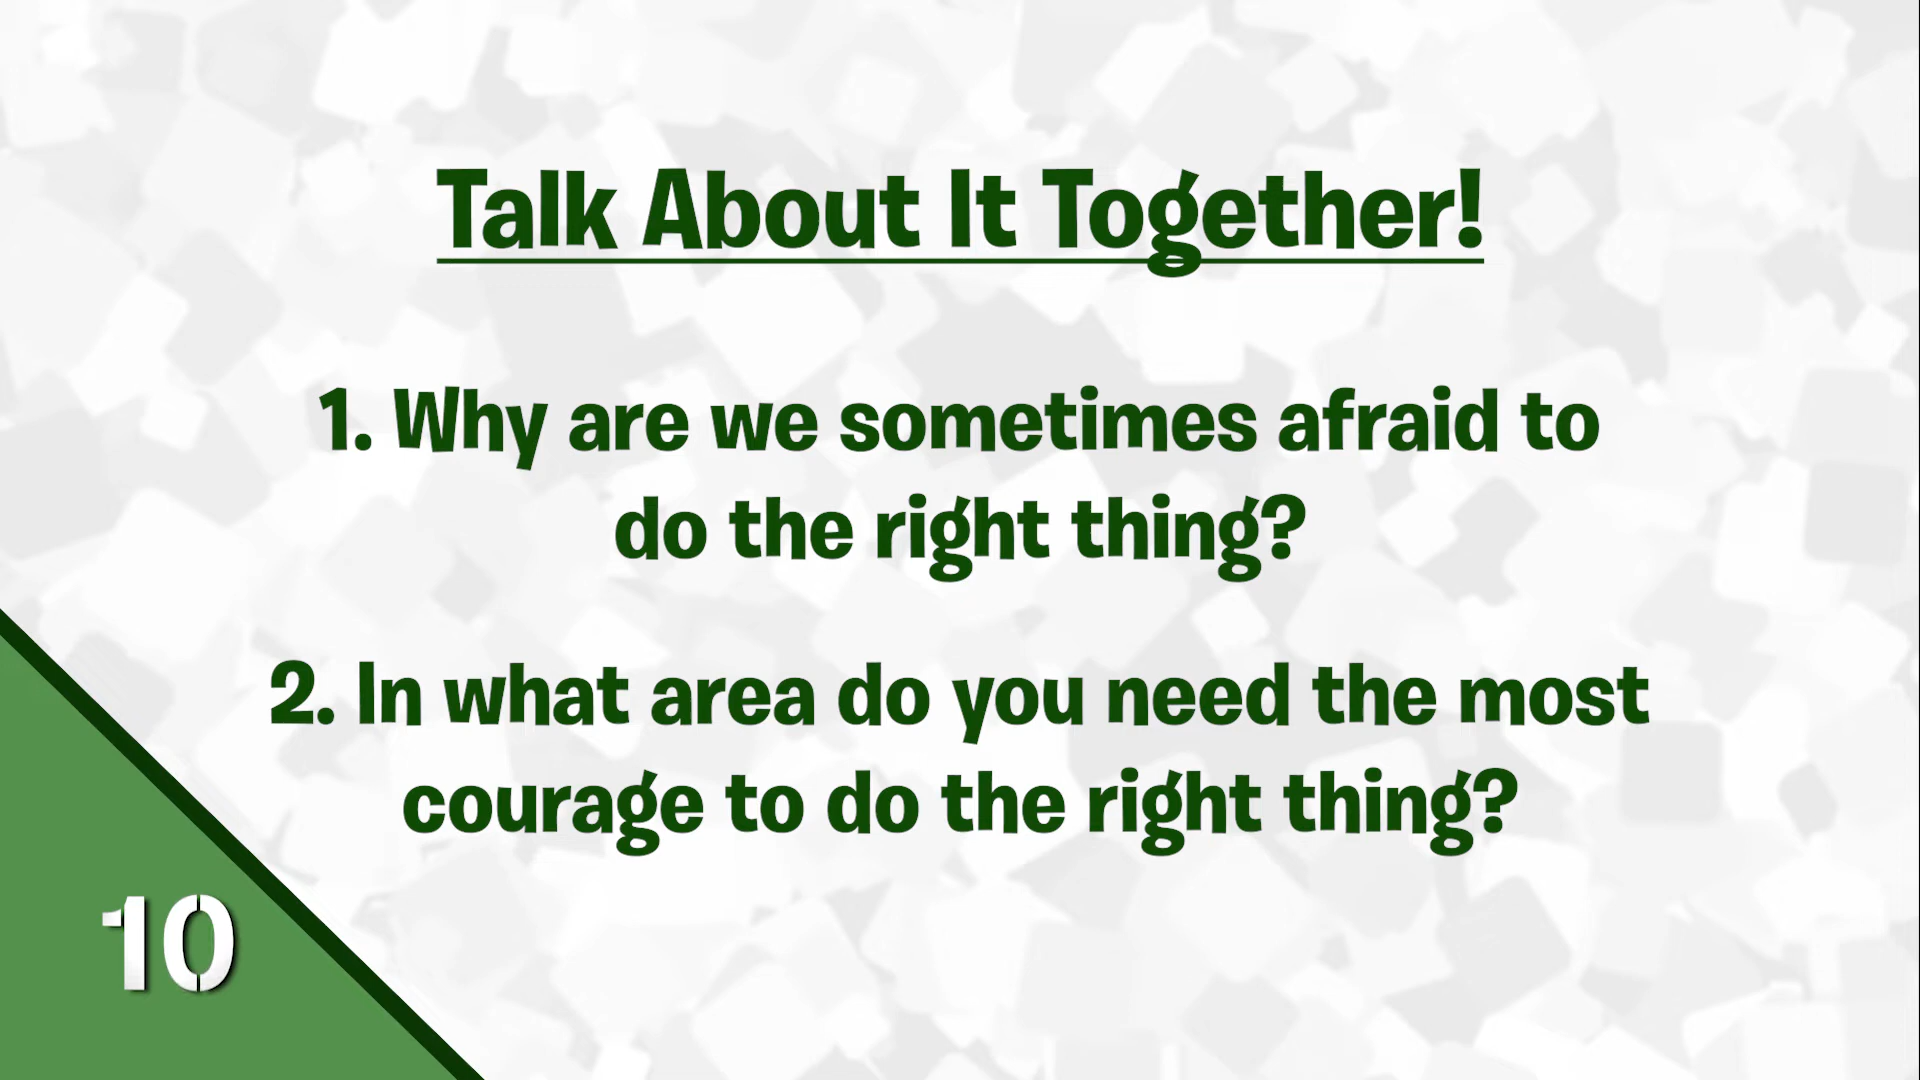 Talk About It Together!
1. Why are we sometimes afraid to
do the right thing?
2. In what area do you need the most
courage to do the right thing?
10